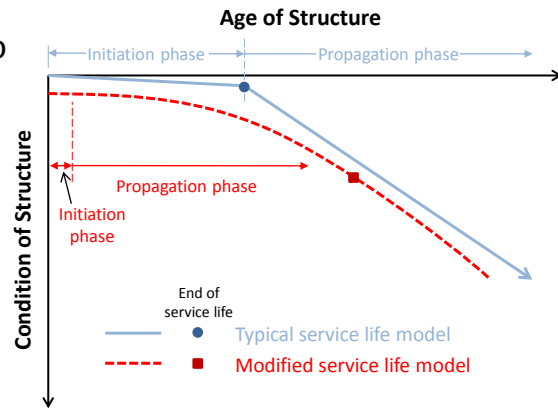 Age of Structure
Initiation phase
Propagation phase
Propagation phase
Initiation
phase
Condition of Structure
End of
service life
Typical service life model
Modified service life model